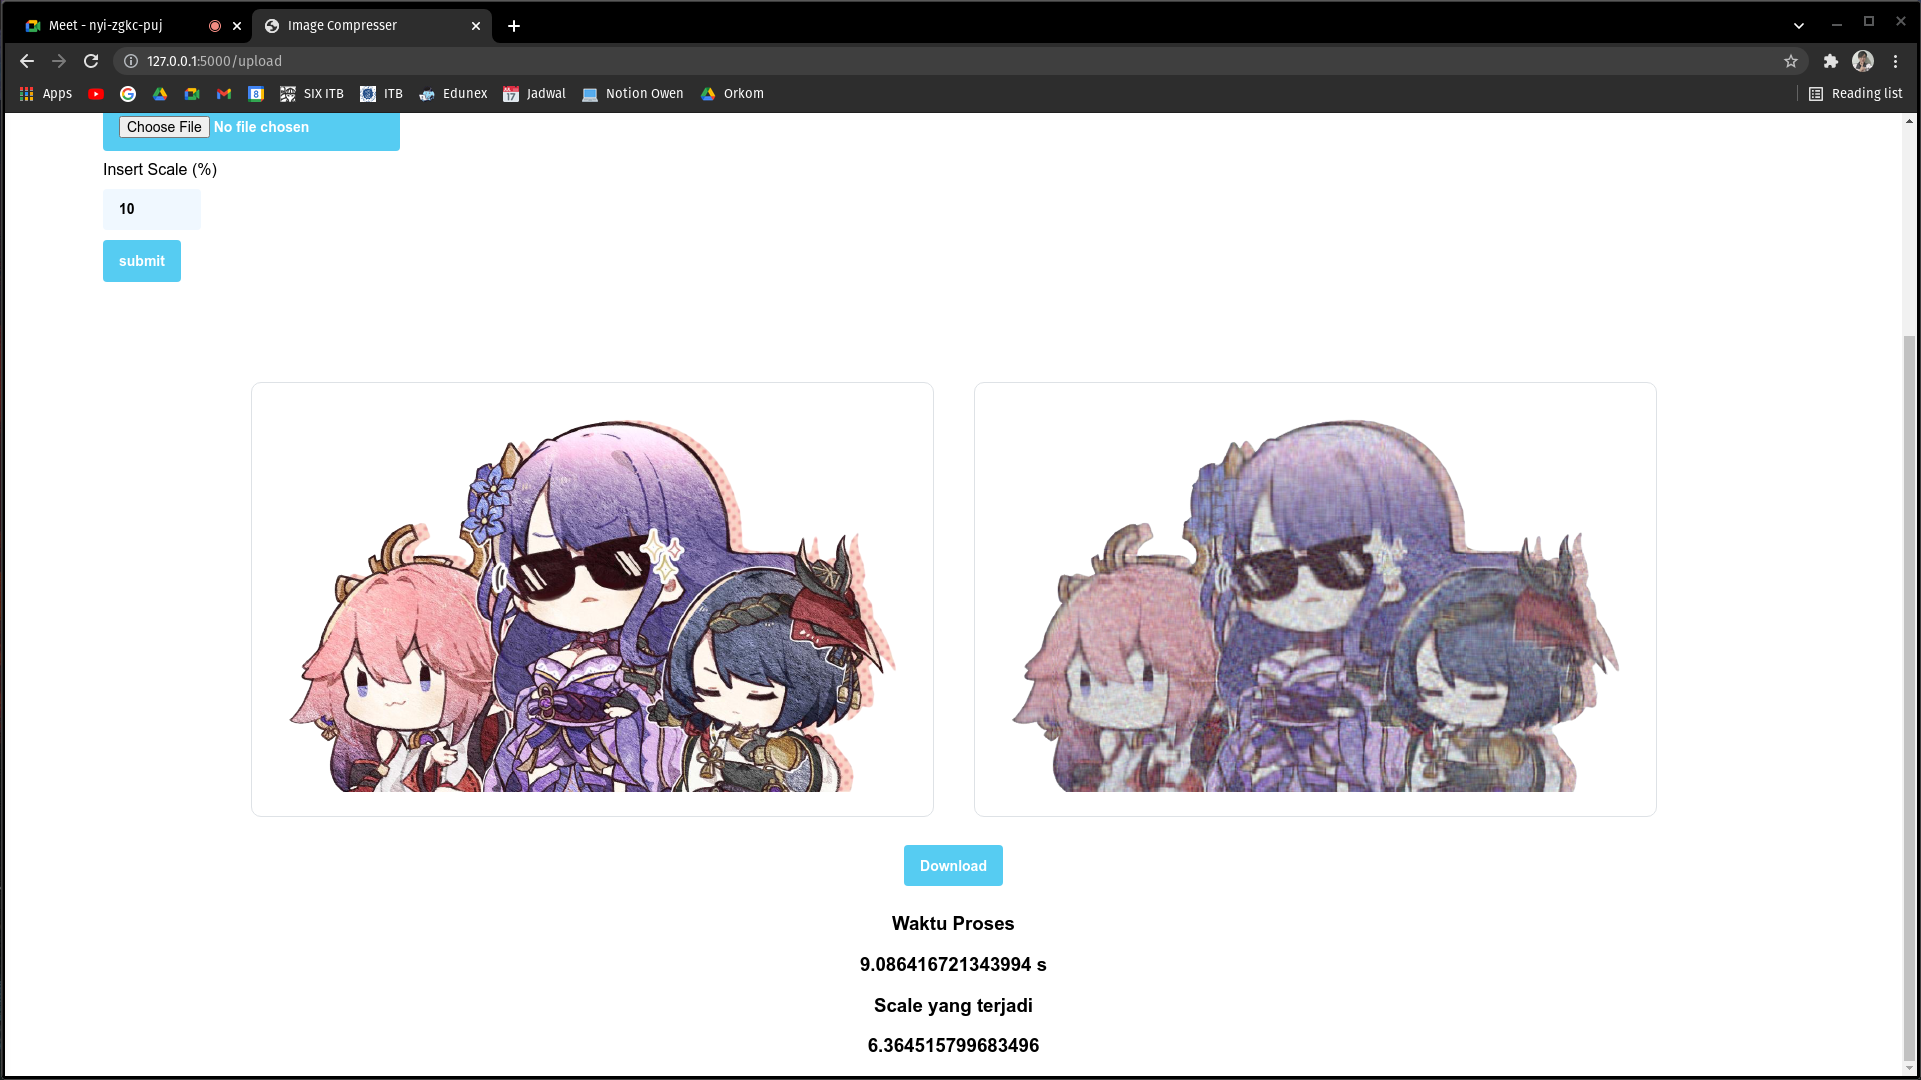 Meet - nyi-zgkc-puj
Image Compresser
127.0.0.1:5000/upload
Apps
8
SIX ITB
ITB
Edunex
17
Jadwal
Notion Owen
Orkom
Reading list
Choose File No file chosen
Insert Scale (%)
10
submit
Download
Waktu Proses
9.086416721343994 s
Scale yang terjadi
6.364515799683496